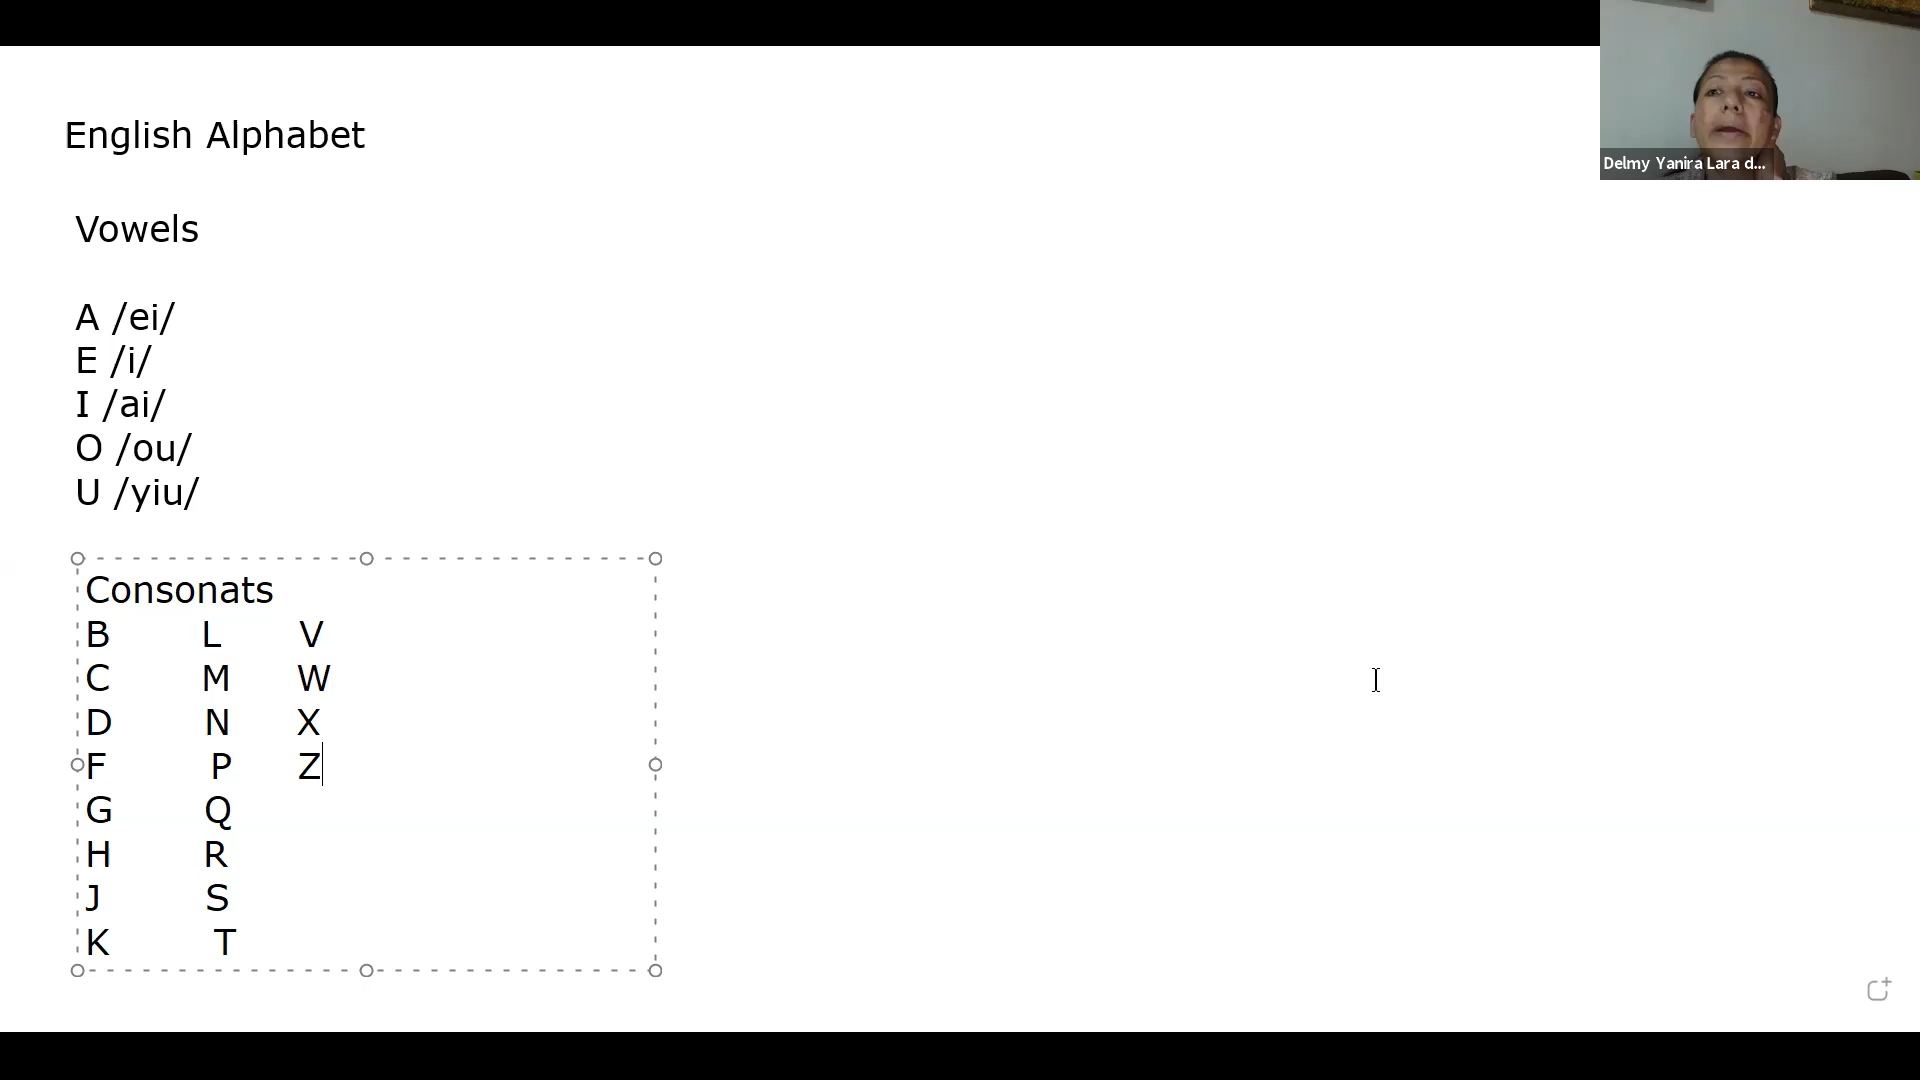 English Alphabet
Delmy Yanira Lara d...
Vowels
A /ei/
E /i/
I /ai/
O /ou/
U /yiu/
Consonats
B L V
C M W
D N X
F P Z
G Q
H R
J S
K T